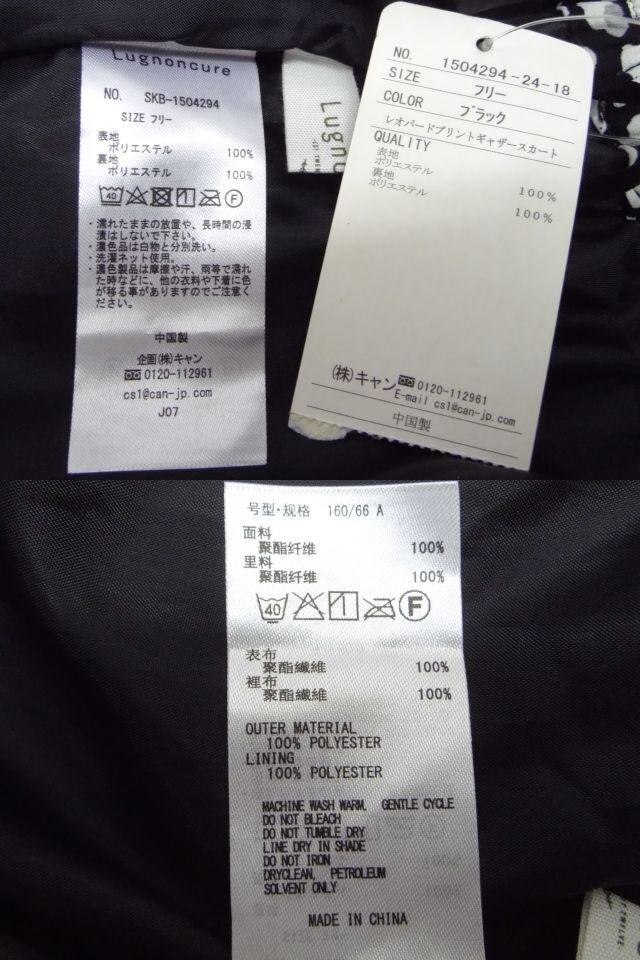 Lugnoncure
NO. SKB-1504294
SIZE フリー
表地
ポリエステル 100%
裏地
ポリエステル 100%
40 F
・濡れたままの放置や、長時間の浸
漬はしないで下さい。
・濃色品は白物と分別洗い。
・洗濯ネット使用。
・濃色製品は摩擦や汗、雨等で濡れ
た時などに、他の衣料や下着に色
が移る事がありますのでご注意く
ださい。
中国製
企画(株)キャン
0120-112961
cs1@can-jp.com
J07
Lugn
NO. 1504294-24-18
SIZE フリー
COLOR ブラック
レオパードプリントギャザースカート
QUALITY
表地
ポリエステル 100%
裏地
ポリエステル 100%
(株)キャン 0120-112961
E-mail cs1@can-jp.com
中国製
号型·规格 160/66 A
面料
聚酯纤维 100%
里料
聚酯纤维 100%
40 F
表布
聚酯纖維 100%
裡布
聚酯纖維 100%
OUTER MATERIAL
100% POLYESTER
LINING
100% POLYESTER
MACHINE WASH WARM, GENTLE CYCLE
DO NOT BLEACH
DO NOT TUMBLE DRY
LINE DRY IN SHADE
DO NOT IRON
DRYCLEAN, PETROLEUM
SOLVENT ONLY
MADE IN CHINA